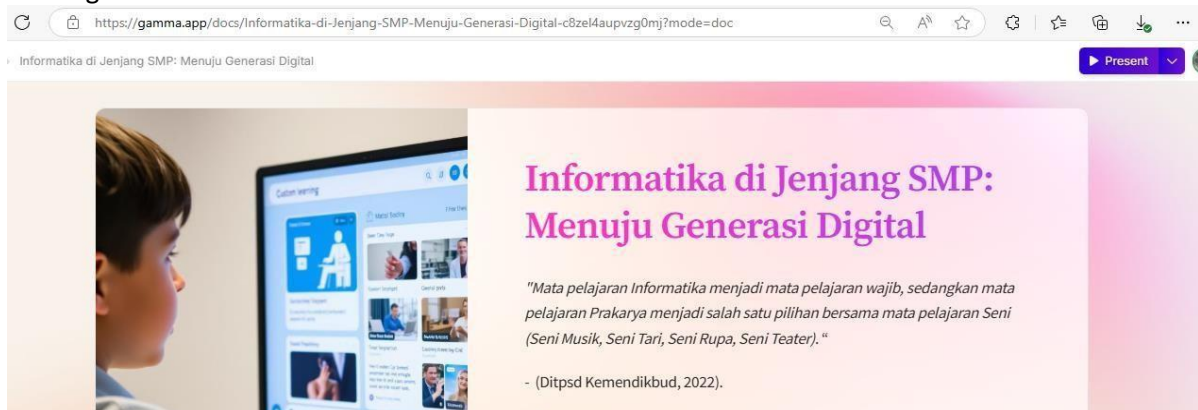 https://gamma.app/docs/Informatika-di-Jenjang-SMP-Menuju-Generasi-Digital-c8zel4aupvzg0mj?mode=doc
Informatika di Jenjang SMP: Menuju Generasi Digital
Present
Informatika di Jenjang SMP:
Menuju Generasi Digital
"Mata pelajaran Informatika menjadi mata pelajaran wajib, sedangkan mata
pelajaran Prakarya menjadi salah satu pilihan bersama mata pelajaran Seni
(Seni Musik, Seni Tari, Seni Rupa, Seni Teater)."
- (Ditpsd Kemendikbud, 2022).